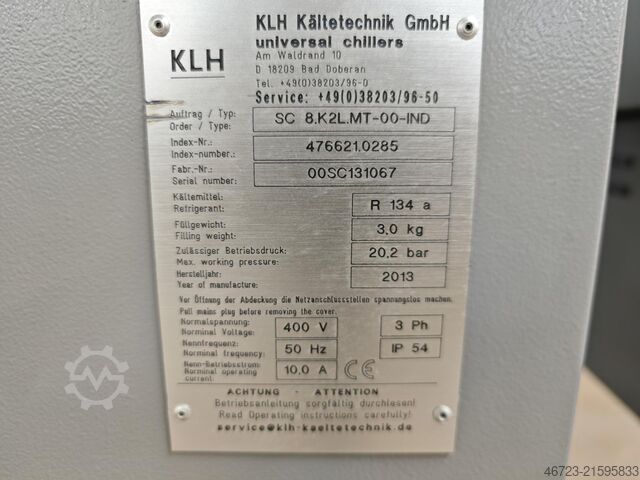 KLH
KLH Kältetechnik GmbH
universal chillers
Am Waldrand 10
D 18209 Bad Doberan
Tel. +49(0)38203/96-0
Service: +49(0)38203/96-50
Auftrag / Typ:
Order / Type:
SC 8.K2L.MT-00-IND
Index-Nr.:
Index-number.:
476621.0285
Fabr.-Nr.:
Serial number:
00SC131067
Kältemittel:
Refrigerant:
R 134 a
Füllgewicht:
Filling weight:
3,0 kg
Zulässiger Betriebsdruck:
Max. working pressure:
20,2 bar
Herstelljahr:
Year of manufacture:
2013
Vor Öffnung der Abdeckung die Netzanschlussstellen spannungslos machen.
Pull mains plug before removing the cover.
Normalspannung:
Norminal Voltage:
400 V
3 Ph
Nennfrequenz:
Norminal frequency:
50 Hz
IP 54
Nenn-Betriebsstrom:
Norminal operating
current:
10,0 A
CE
ACHTUNG - ATTENTION
Betriebsanleitung sorgfältig durchlesen!
Read Operating instructions carefully!
service@klh-kaeltetechnik.de
46723-21595833